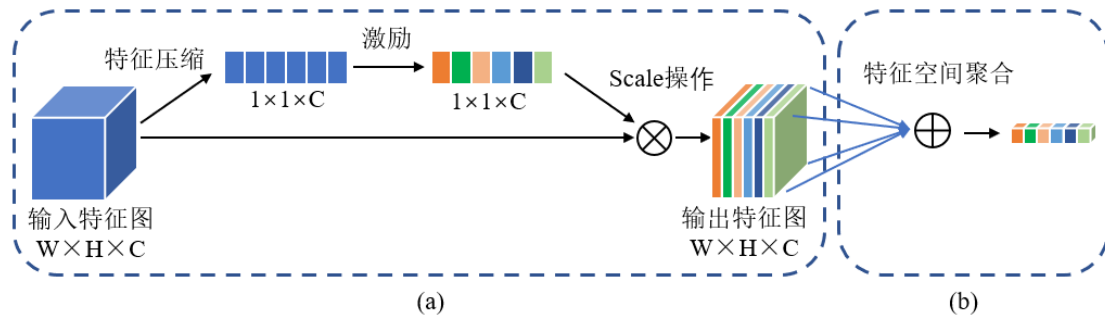 特征压缩
1×1×C
激励
1×1×C
Scale操作
输入特征图
W×H×C
输出特征图
W×H×C
(a)
特征空间聚合
(b)